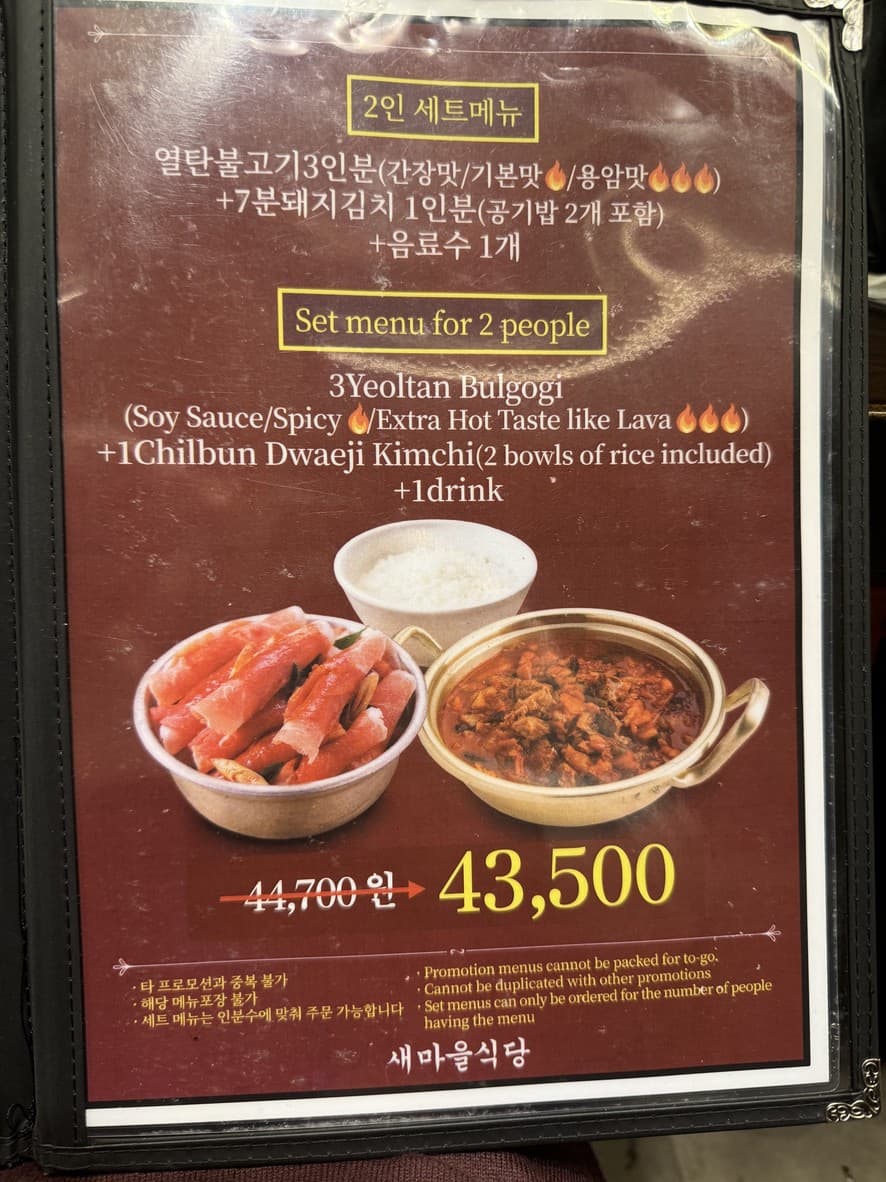 2인 세트메뉴
열탄불고기3인분(간장맛/기본맛🔥/용암맛🔥🔥🔥)
+7분돼지김치 1인분(공기밥 2개 포함)
+음료수 1개
Set menu for 2 people
3Yeoltan Bulgogi
(Soy Sauce/Spicy🔥/Extra Hot Taste like Lava🔥🔥🔥)
+1Chilbun Dwaeji Kimchi(2 bowls of rice included)
+1drink
44,700 원 → 43,500
· 타 프로모션과 중복 불가
· 해당 메뉴포장 불가
· 세트 메뉴는 인분수에 맞춰 주문 가능합니다
· Promotion menus cannot be packed for to-go.
· Cannot be duplicated with other promotions
· Set menus can only be ordered for the number of people
having the menu
새마을식당